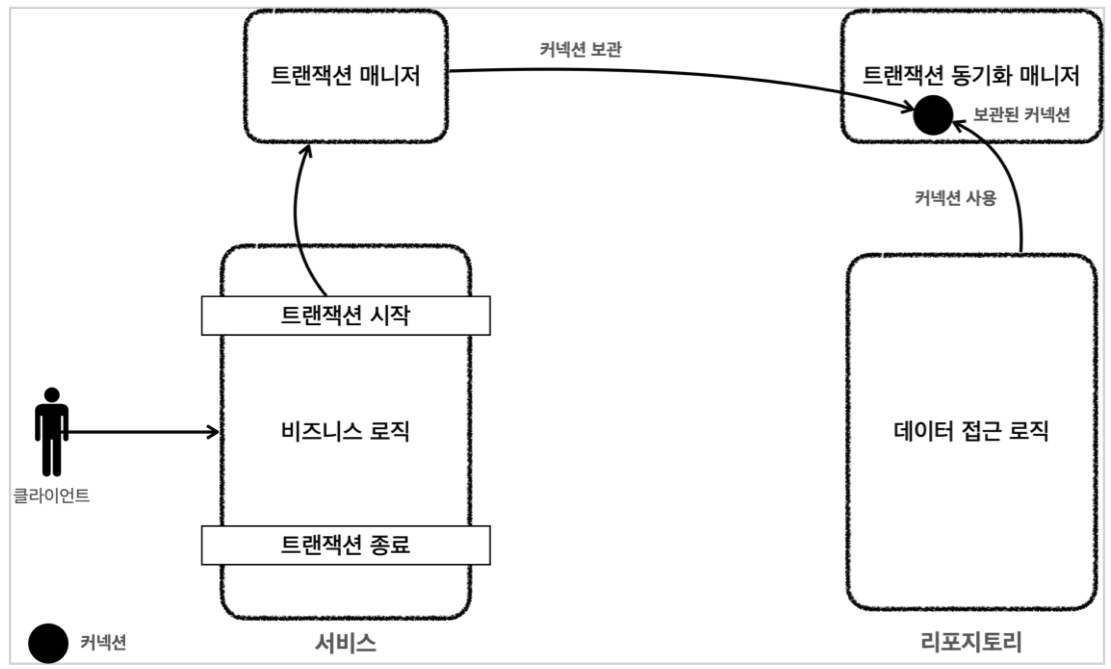 트랜잭션 매니저
커넥션 보관
트랜잭션 동기화 매니저
보관된 커넥션
커넥션 사용
트랜잭션 시작
비즈니스 로직
데이터 접근 로직
클라이언트
트랜잭션 종료
커넥션
서비스
리포지토리